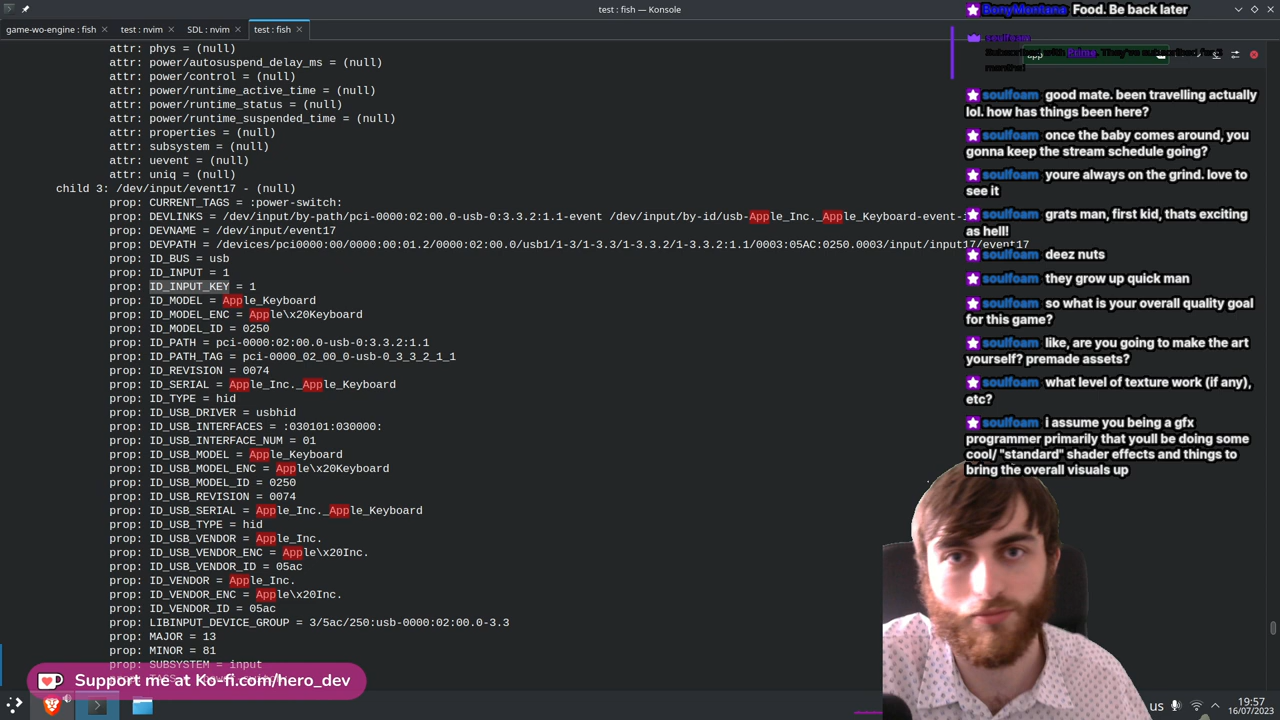 test : fish — Konsole
game-wo-engine : fish
test : nvim
SDL : nvim
test : fish
attr: phys = (null)
attr: power/autosuspend_delay_ms = (null)
attr: power/control = (null)
attr: power/runtime_active_time = (null)
attr: power/runtime_status = (null)
attr: power/runtime_suspended_time = (null)
attr: properties = (null)
attr: subsystem = (null)
attr: uevent = (null)
attr: uniq = (null)
child 3: /dev/input/event17 - (null)
prop: CURRENT_TAGS = :power-switch:
prop: DEVLINKS = /dev/input/by-path/pci-0000:02:00.0-usb-0:3.3.2:1.1-event /dev/input/by-id/usb-Apple_Inc._Apple_Keyboard-event-
prop: DEVNAME = /dev/input/event17
prop: DEVPATH = /devices/pci0000:00/0000:00:01.2/0000:02:00.0/usb1/1-3/1-3.3/1-3.3.2/1-3.3.2:1.1/0003:05AC:0250.0003/input/input17/event17
prop: ID_BUS = usb
prop: ID_INPUT = 1
prop: ID_INPUT_KEY = 1
prop: ID_MODEL = Apple_Keyboard
prop: ID_MODEL_ENC = Apple\x20Keyboard
prop: ID_MODEL_ID = 0250
prop: ID_PATH = pci-0000:02:00.0-usb-0:3.3.2:1.1
prop: ID_PATH_TAG = pci-0000_02_00_0-usb-0_3_3_2_1_1
prop: ID_REVISION = 0074
prop: ID_SERIAL = Apple_Inc._Apple_Keyboard
prop: ID_TYPE = hid
prop: ID_USB_DRIVER = usbhid
prop: ID_USB_INTERFACES = :030101:030000:
prop: ID_USB_INTERFACE_NUM = 01
prop: ID_USB_MODEL = Apple_Keyboard
prop: ID_USB_MODEL_ENC = Apple\x20Keyboard
prop: ID_USB_MODEL_ID = 0250
prop: ID_USB_REVISION = 0074
prop: ID_USB_SERIAL = Apple_Inc._Apple_Keyboard
prop: ID_USB_TYPE = hid
prop: ID_USB_VENDOR = Apple_Inc.
prop: ID_USB_VENDOR_ENC = Apple\x20Inc.
prop: ID_USB_VENDOR_ID = 05ac
prop: ID_VENDOR = Apple_Inc.
prop: ID_VENDOR_ENC = Apple\x20Inc.
prop: ID_VENDOR_ID = 05ac
prop: LIBINPUT_DEVICE_GROUP = 3/5ac/250:usb-0000:02:00.0-3.3
prop: MAJOR = 13
prop: MINOR = 81
prop: SUBSYSTEM = input
Support me at Ko-fi.com/hero_dev
BonyMontana Food. Be back later
soulfoam
Subscribed with Prime. They've subscribed for
months!
app
soulfoam good mate. been travelling actually
lol. how has things been here?
soulfoam once the baby comes around, you
gonna keep the stream schedule going?
soulfoam youre always on the grind. love to
see it
soulfoam grats man, first kid, thats exciting
as hell!
soulfoam deez nuts
soulfoam they grow up quick man
soulfoam so what is your overall quality goal
for this game?
soulfoam like, are you going to make the art
yourself? premade assets?
soulfoam what level of texture work (if any),
etc?
soulfoam i assume you being a gfx
programmer primarily that youll be doing some
cool/ "standard" shader effects and things to
bring the overall visuals up
us
19:57
16/07/2023